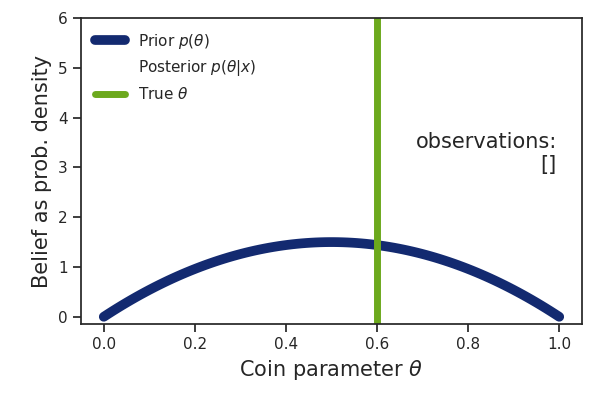 Prior p(θ)
Posterior p(θ|x)
True θ
observations:
[]
Belief as prob. density
6
5
4
3
2
1
0
0.0 0.2 0.4 0.6 0.8 1.0
Coin parameter θ